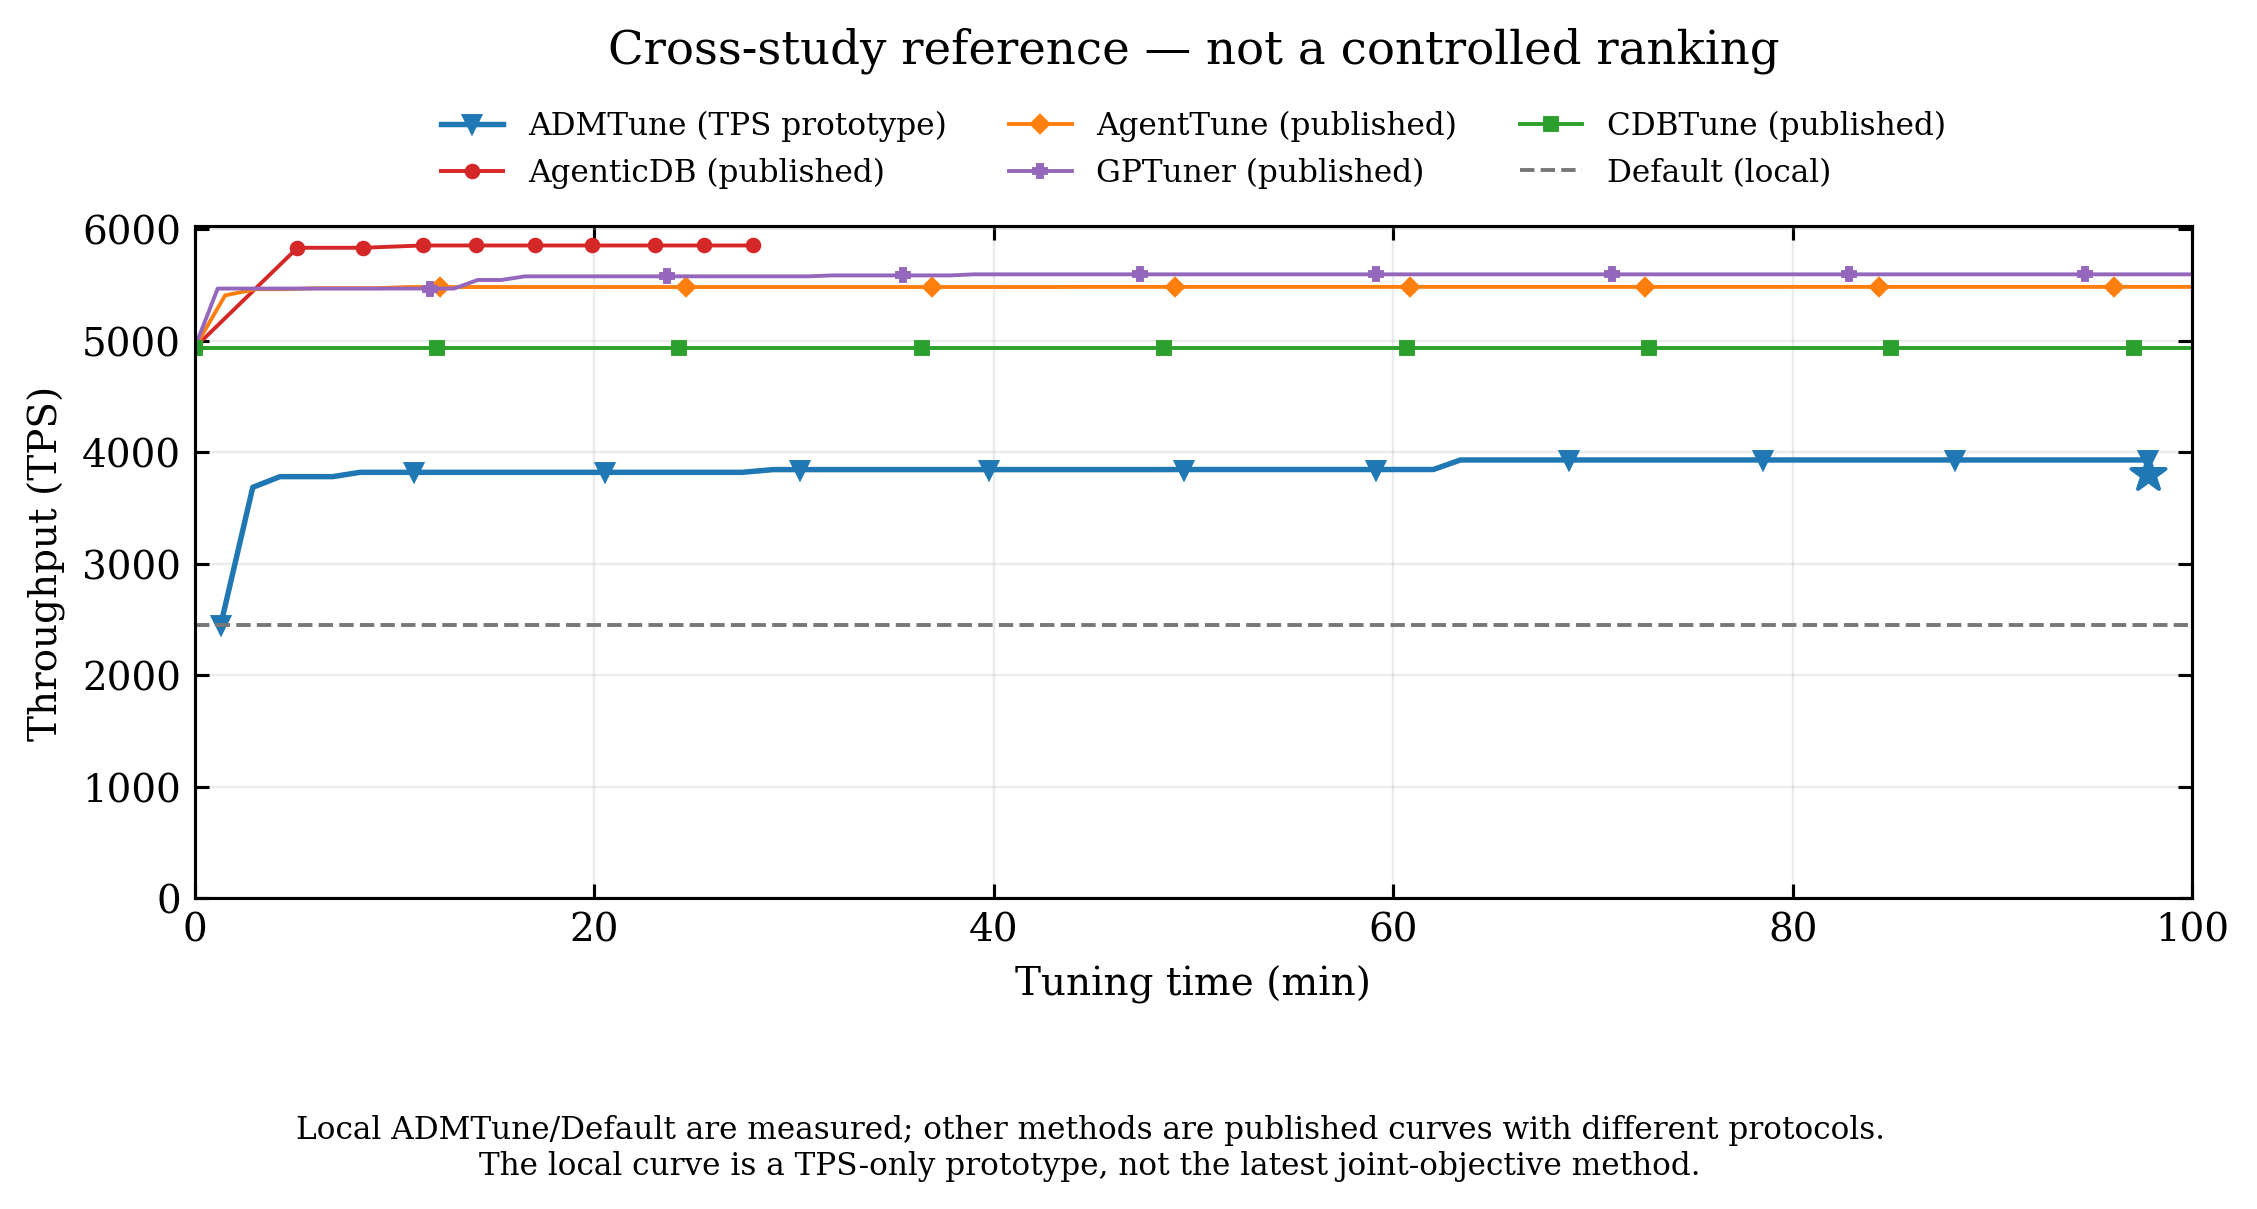 Cross-study reference — not a controlled ranking
ADMTune (TPS prototype)
AgentTune (published)
CDBTune (published)
AgenticDB (published)
GPTuner (published)
Default (local)
6000
5000
4000
3000
2000
1000
0
Throughput (TPS)
0 20 40 60 80 100
Tuning time (min)
Local ADMTune/Default are measured; other methods are published curves with different protocols.
The local curve is a TPS-only prototype, not the latest joint-objective method.